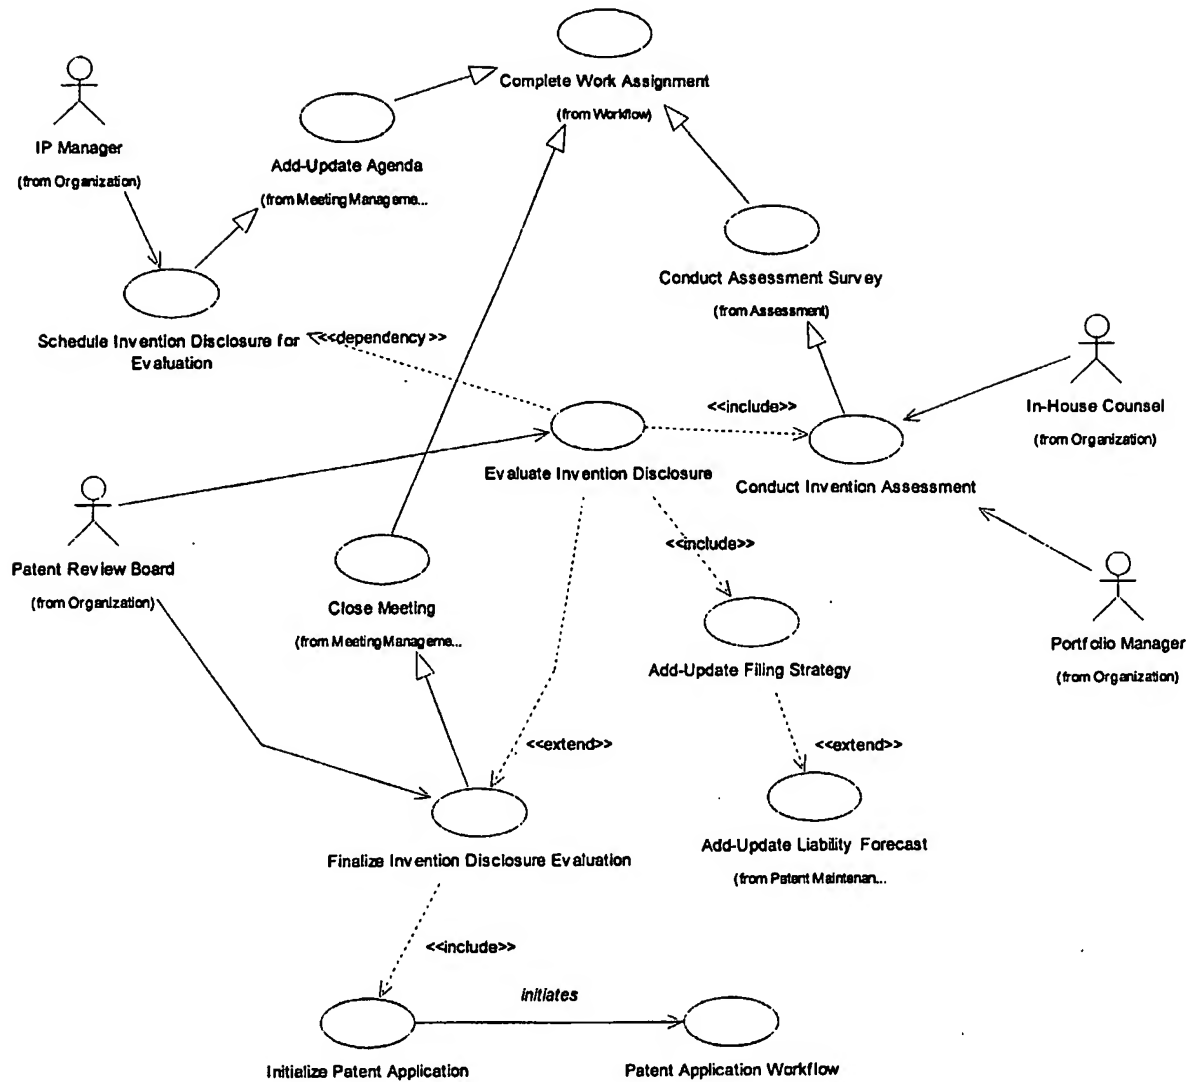 Complete Work Assignment
(from Workflow)
IP Manager
(from Organization)
Add-Update Agenda
(from Meeting Manageme...
Conduct Assessment Survey
(from Assessment)
Schedule Invention Disclosure for
Evaluation
<<dependency>>
In-House Counsel
(from Organization)
<<include>>
Evaluate Invention Disclosure
Conduct Invention Assessment
Patent Review Board
(from Organization)
<<include>>
Close Meeting
(from Meeting Manageme...
Portfolio Manager
(from Organization)
Add-Update Filing Strategy
<<extend>>
<<extend>>
Finalize Invention Disclosure Evaluation
Add-Update Liability Forecast
(from Patent Maintenan...
<<include>>
initiates
Initialize Patent Application
Patent Application Workflow